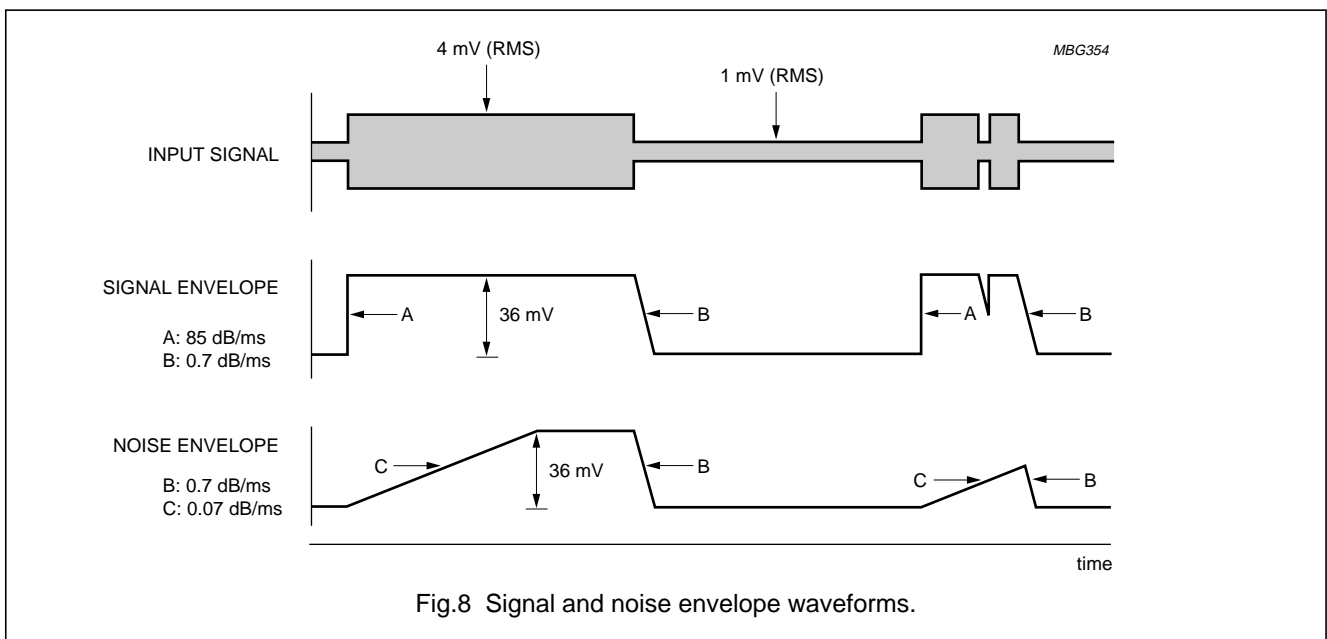 4 mV (RMS)
MBG354
1 mV (RMS)
INPUT SIGNAL
SIGNAL ENVELOPE
A
36 mV
B
A
B
A: 85 dB/ms
B: 0.7 dB/ms
NOISE ENVELOPE
C
36 mV
B
C
B
B: 0.7 dB/ms
C: 0.07 dB/ms
time
Fig.8 Signal and noise envelope waveforms.